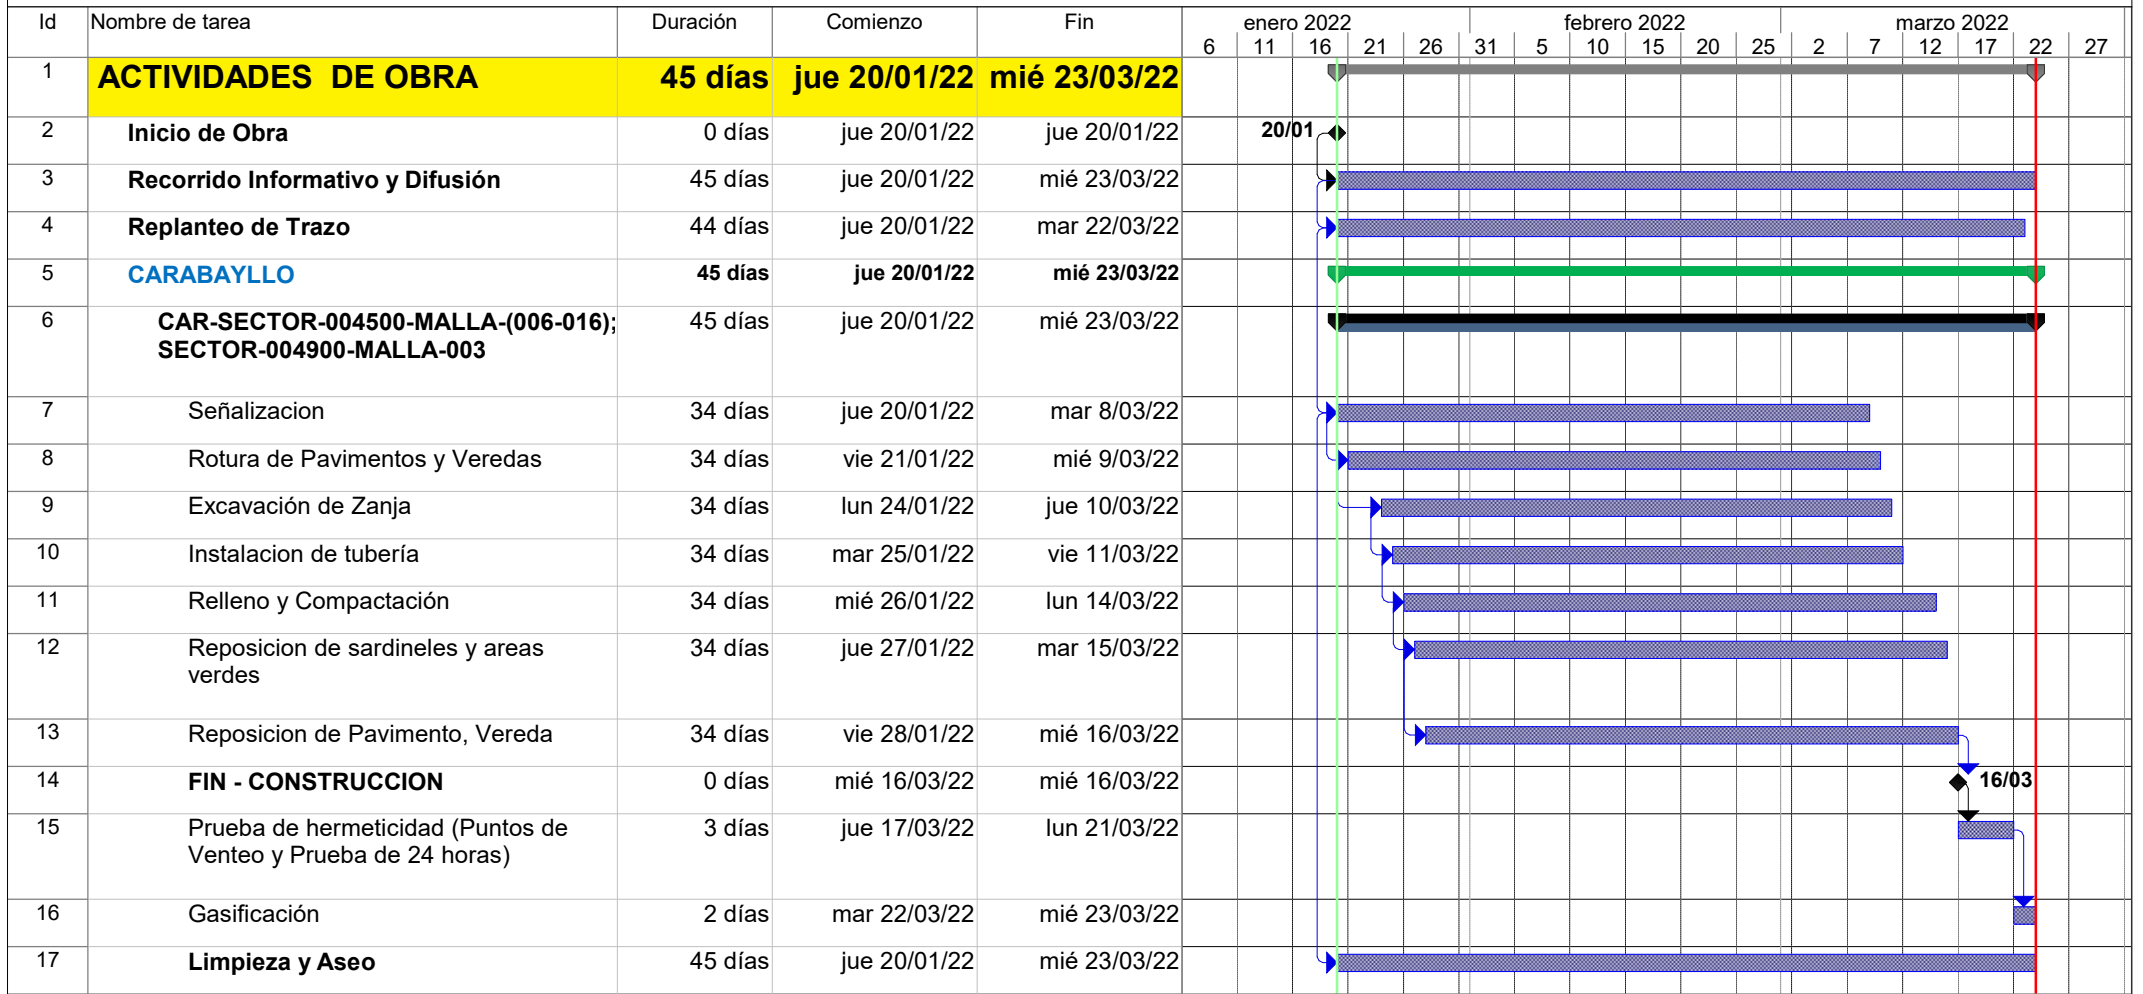 Id Nombre de tarea Duración Comienzo Fin enero 2022 febrero 2022 marzo 2022
6 11 16 21 26 31 5 10 15 20 25 2 7 12 17 22 27
1 ACTIVIDADES DE OBRA 45 días jue 20/01/22 mié 23/03/22
2 Inicio de Obra 0 días jue 20/01/22 jue 20/01/22 20/01
3 Recorrido Informativo y Difusión 45 días jue 20/01/22 mié 23/03/22
4 Replanteo de Trazo 44 días jue 20/01/22 mar 22/03/22
5 CARABAYLLO 45 días jue 20/01/22 mié 23/03/22
6 CAR-SECTOR-004500-MALLA-(006-016); 45 días jue 20/01/22 mié 23/03/22
SECTOR-004900-MALLA-003
7 Señalizacion 34 días jue 20/01/22 mar 8/03/22
8 Rotura de Pavimentos y Veredas 34 días vie 21/01/22 mié 9/03/22
9 Excavación de Zanja 34 días lun 24/01/22 jue 10/03/22
10 Instalacion de tubería 34 días mar 25/01/22 vie 11/03/22
11 Relleno y Compactación 34 días mié 26/01/22 lun 14/03/22
12 Reposicion de sardineles y areas 34 días jue 27/01/22 mar 15/03/22
verdes
13 Reposicion de Pavimento, Vereda 34 días vie 28/01/22 mié 16/03/22
14 FIN - CONSTRUCCION 0 días mié 16/03/22 mié 16/03/22 16/03
15 Prueba de hermeticidad (Puntos de 3 días jue 17/03/22 lun 21/03/22
Venteo y Prueba de 24 horas)
16 Gasificación 2 días mar 22/03/22 mié 23/03/22
17 Limpieza y Aseo 45 días jue 20/01/22 mié 23/03/22